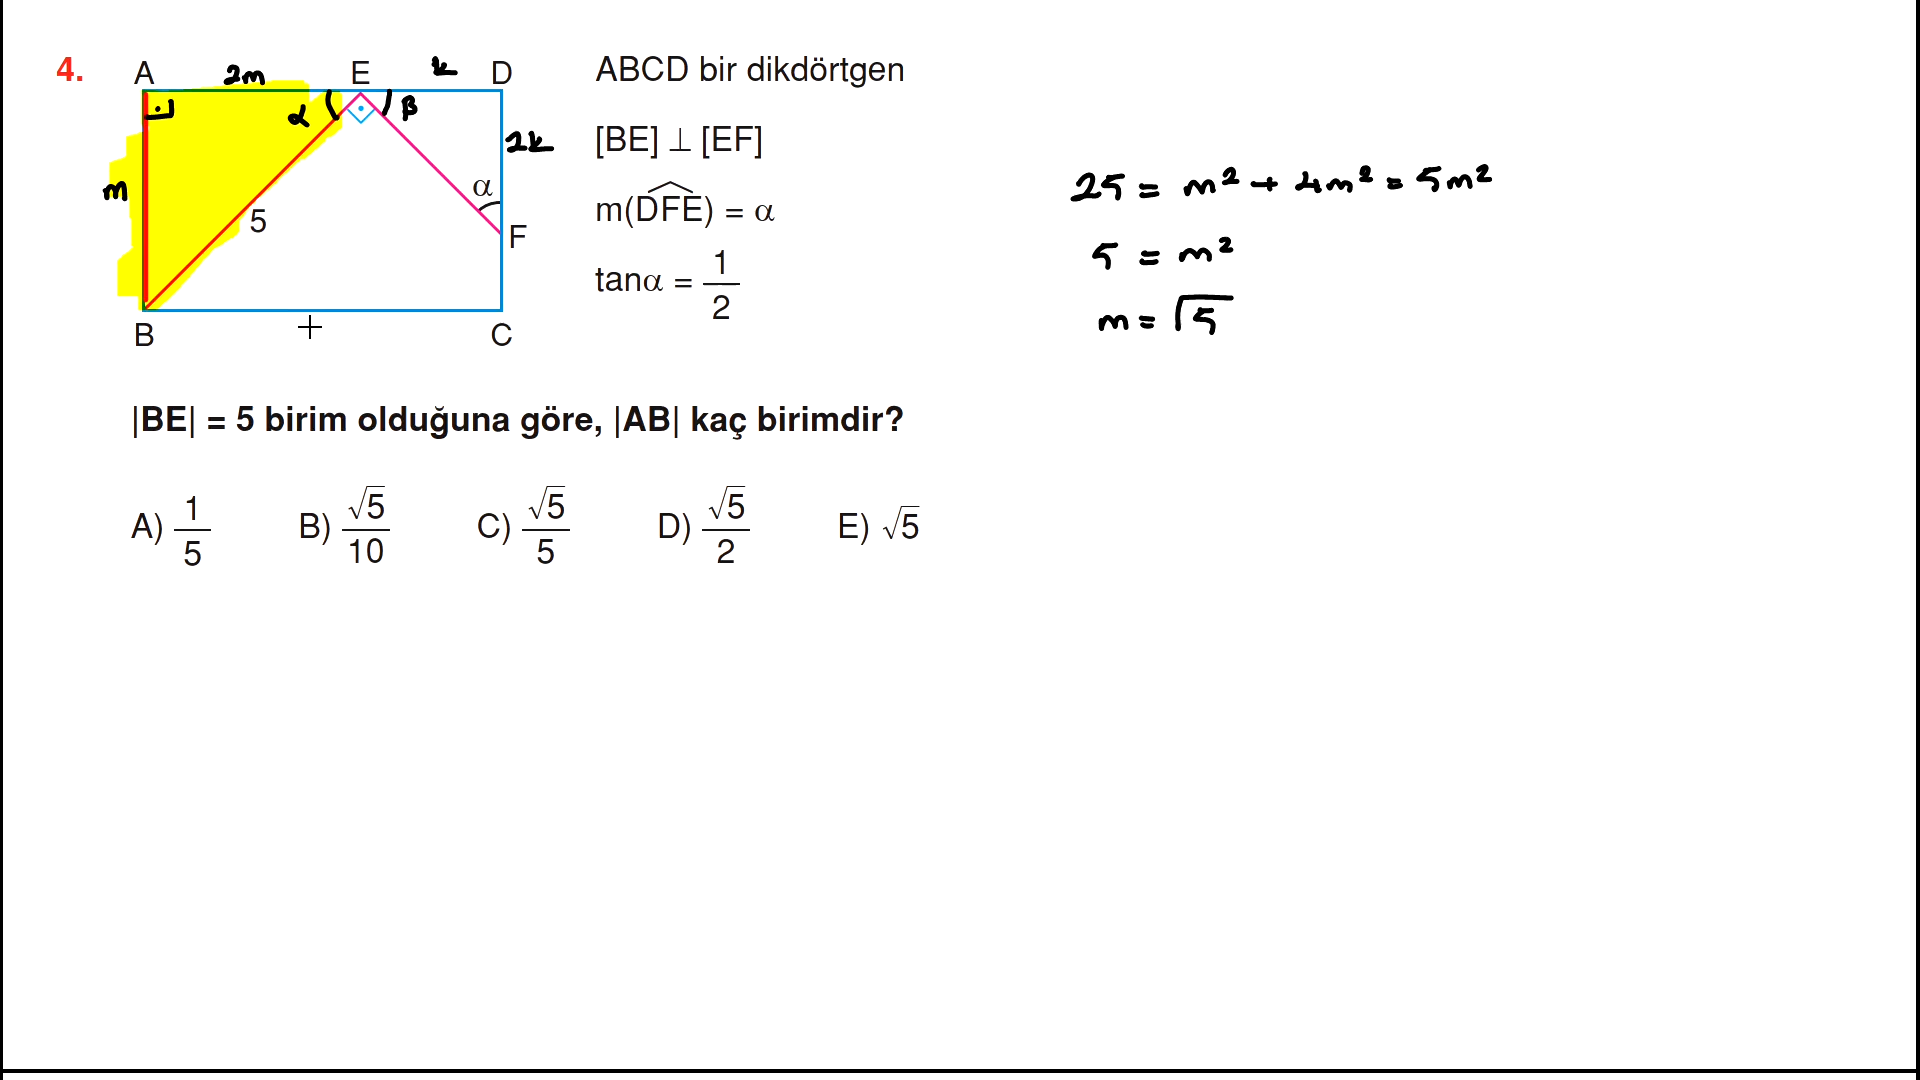 4.
A 2m E k D
α β
m 2k
5 α
F
B C
ABCD bir dikdörtgen
[BE] ⊥ [EF]
m(DFE) = α
tanα = 1/2
25 = m² + 4m² = 5m²
5 = m²
m = √5
|BE| = 5 birim olduğuna göre, |AB| kaç birimdir?
A) 1/5 B) √5/10 C) √5/5 D) √5/2 E) √5